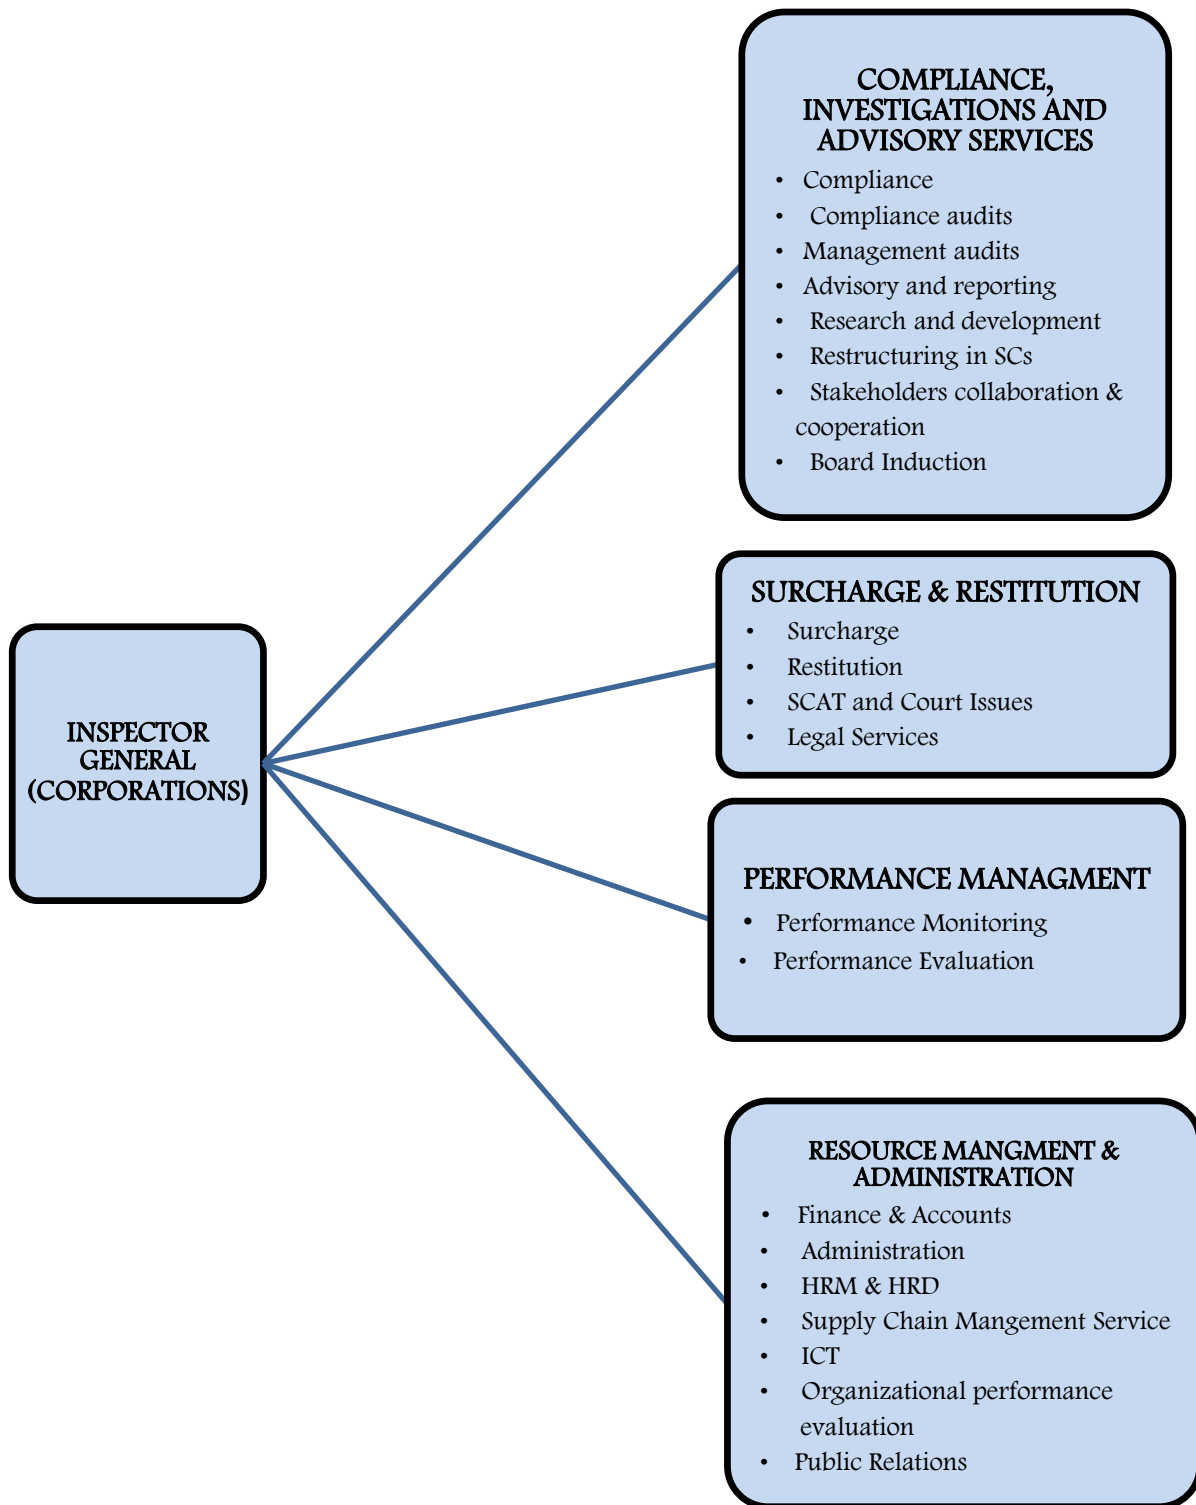 COMPLIANCE,
INVESTIGATIONS AND
ADVISORY SERVICES
• Compliance
• Compliance audits
• Management audits
• Advisory and reporting
• Research and development
• Restructuring in SCs
• Stakeholders collaboration &
cooperation
• Board Induction
SURCHARGE & RESTITUTION
• Surcharge
• Restitution
• SCAT and Court Issues
• Legal Services
INSPECTOR
GENERAL
(CORPORATIONS)
PERFORMANCE MANAGMENT
• Performance Monitoring
• Performance Evaluation
RESOURCE MANGMENT &
ADMINISTRATION
• Finance & Accounts
• Administration
• HRM & HRD
• Supply Chain Mangement Service
• ICT
• Organizational performance
evaluation
• Public Relations